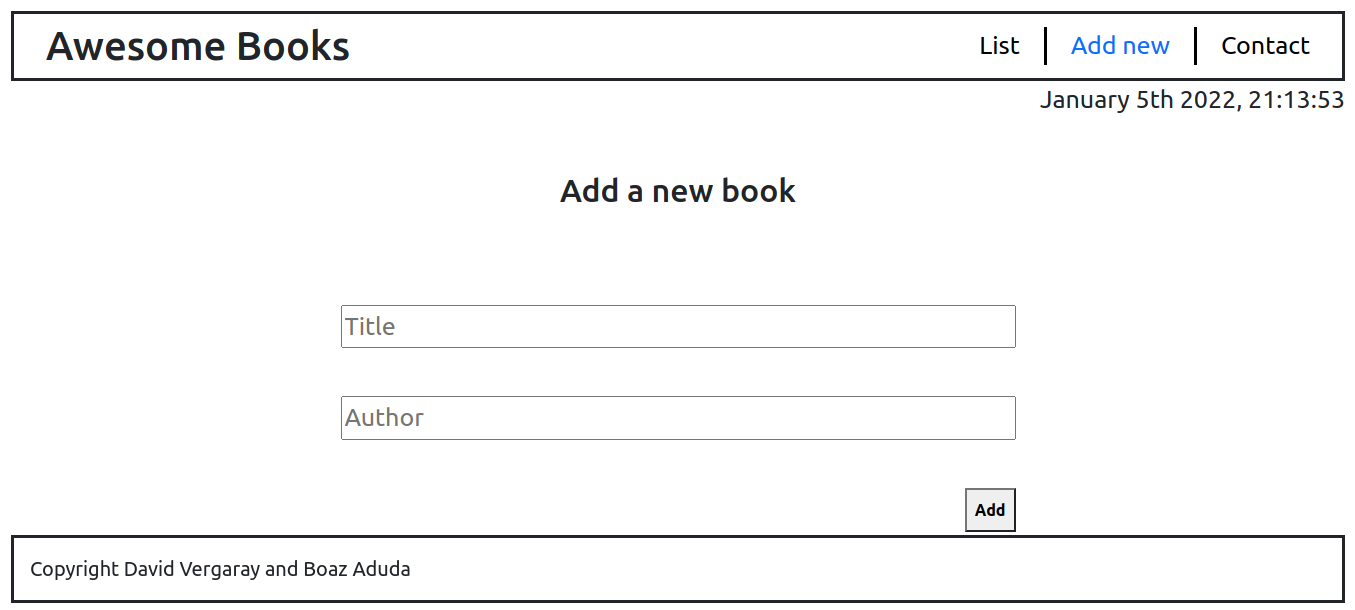 Awesome Books
List
Add new
Contact
January 5th 2022, 21:13:53
Add a new book
Title
Author
Add
Copyright David Vergaray and Boaz Aduda